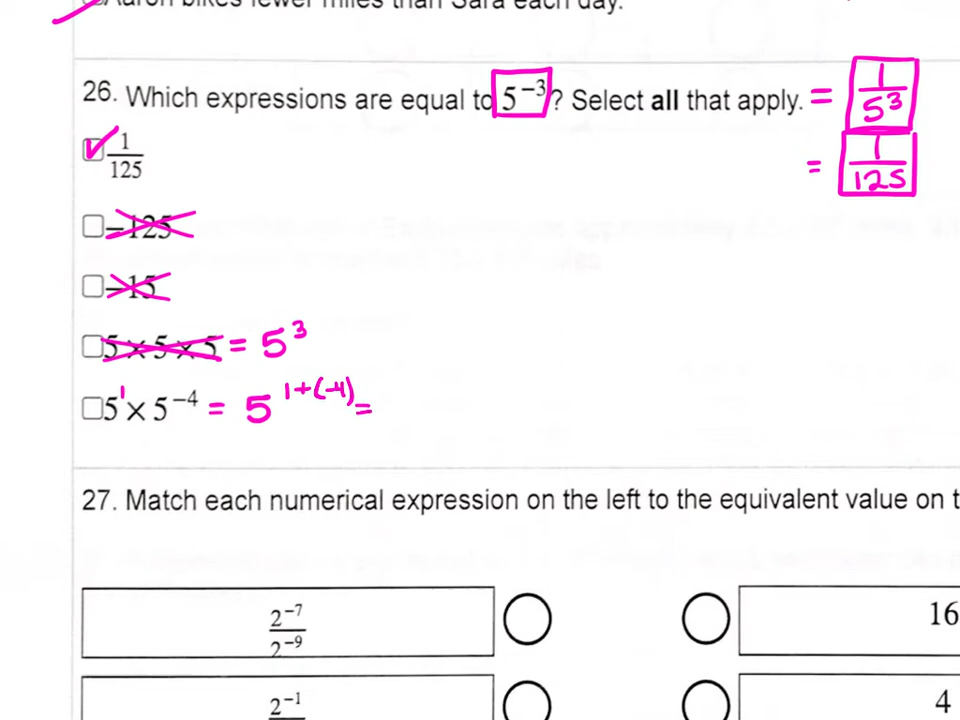 Aaron bikes fewer miles than Sara each day.
26. Which expressions are equal to 5⁻³? Select all that apply. = 1/5³
= 1/125
1/125
-125
-15
5 × 5 × 5 = 5³
5¹ × 5⁻⁴ = 5¹⁺⁽⁻⁴⁾ =
27. Match each numerical expression on the left to the equivalent value on t
2⁻⁷/2⁻⁹
16
2⁻¹
4